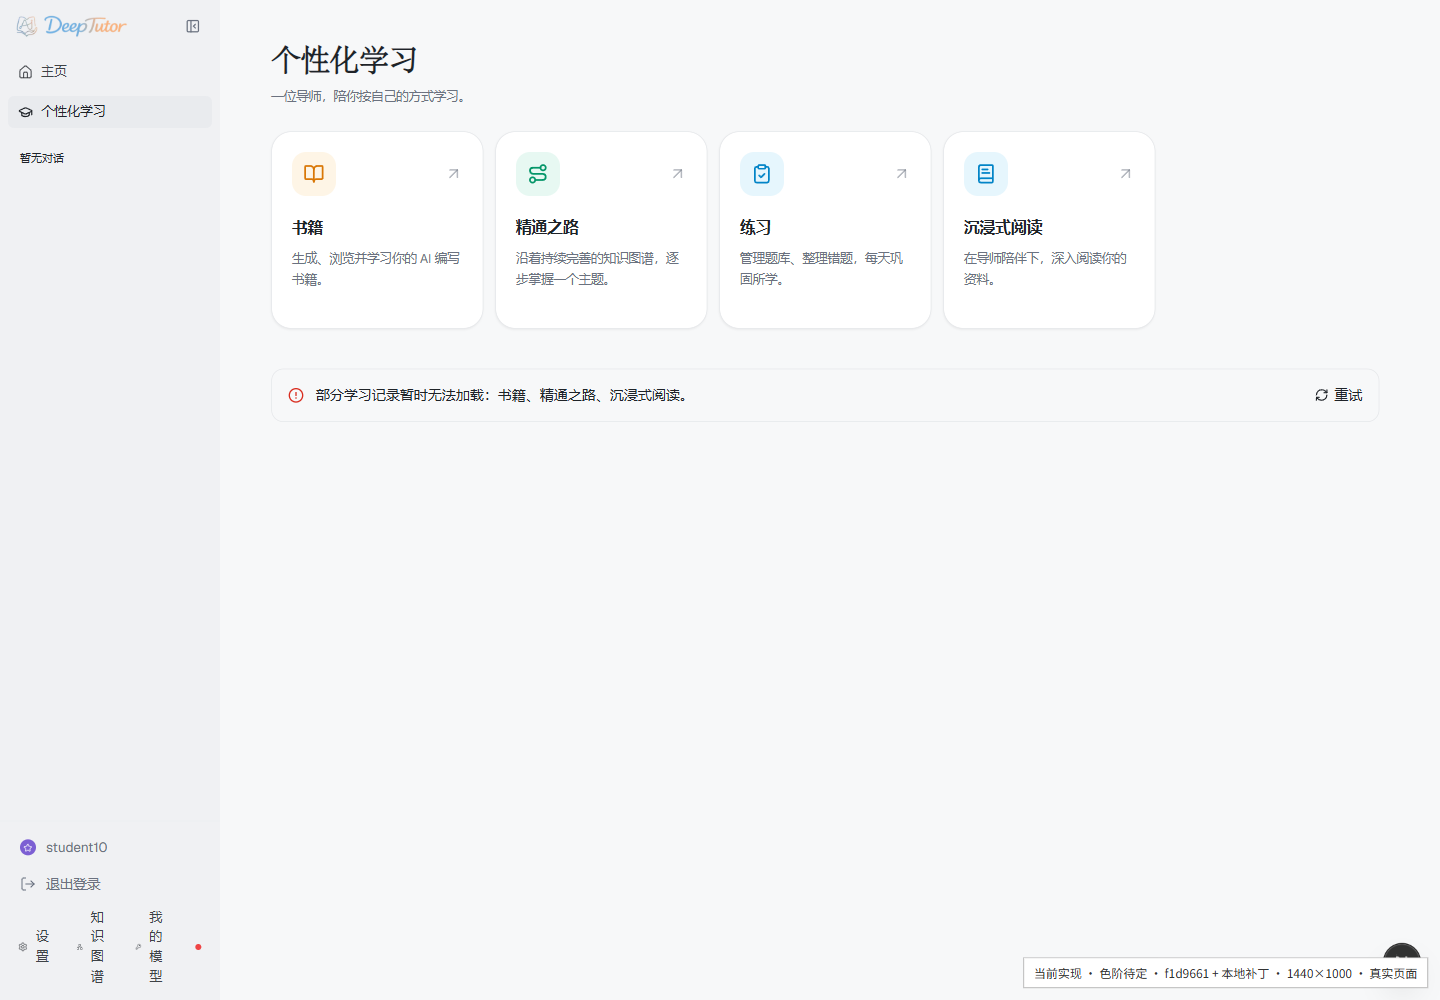 DeepTutor
主页
个性化学习
暂无对话
个性化学习
一位导师，陪你按自己的方式学习。
书籍
生成、浏览并学习你的 AI 编写
书籍。
精通之路
沿着持续完善的知识图谱，逐
步掌握一个主题。
练习
管理题库、整理错题，每天巩
固所学。
沉浸式阅读
在导师陪伴下，深入阅读你的
资料。
部分学习记录暂时无法加载：书籍、精通之路、沉浸式阅读。
重试
student10
退出登录
设置
知识图谱
我的模型
当前实现 · 色阶待定 · f1d9661 + 本地补丁 · 1440×1000 · 真实页面